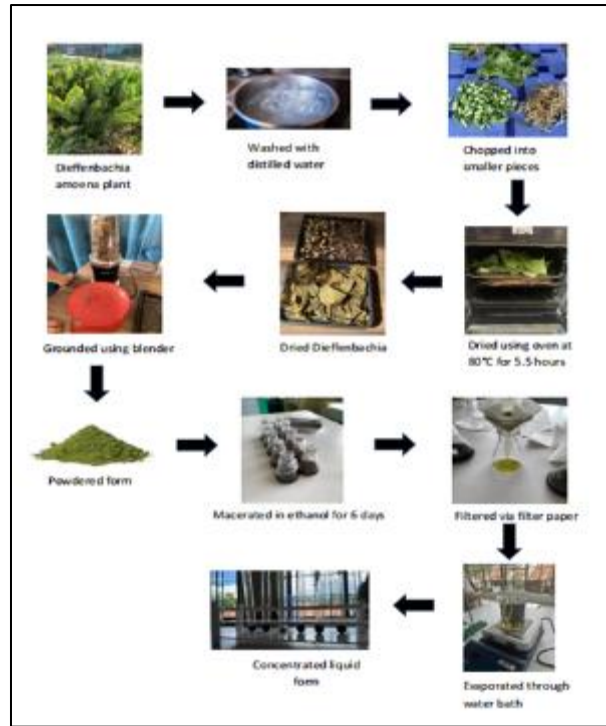 Dieffenbachia
amoena plant
Washed with
distilled water
Chopped into
smaller pieces
Dried using oven at
80°C for 5.5 hours
Dried Dieffenbachia
Grounded using blender
Powdered form
Macerated in ethanol for 6 days
Filtered via filter paper
Evaporated through
water bath
Concentrated liquid
foem